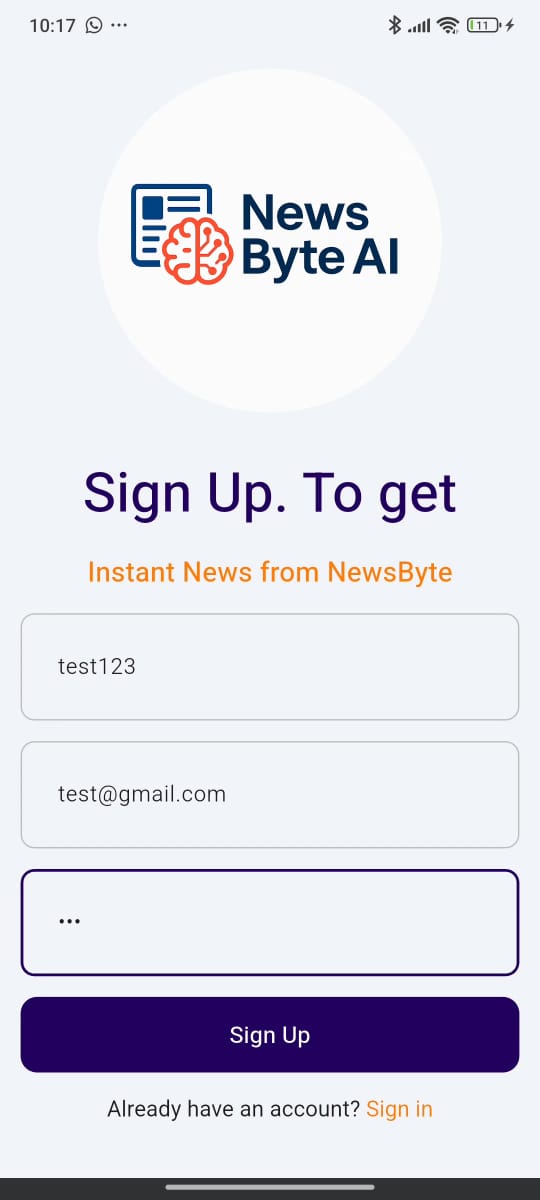 10:17 ...
11
News
Byte AI
Sign Up. To get
Instant News from NewsByte
test123
test@gmail.com
•••
Sign Up
Already have an account? Sign in